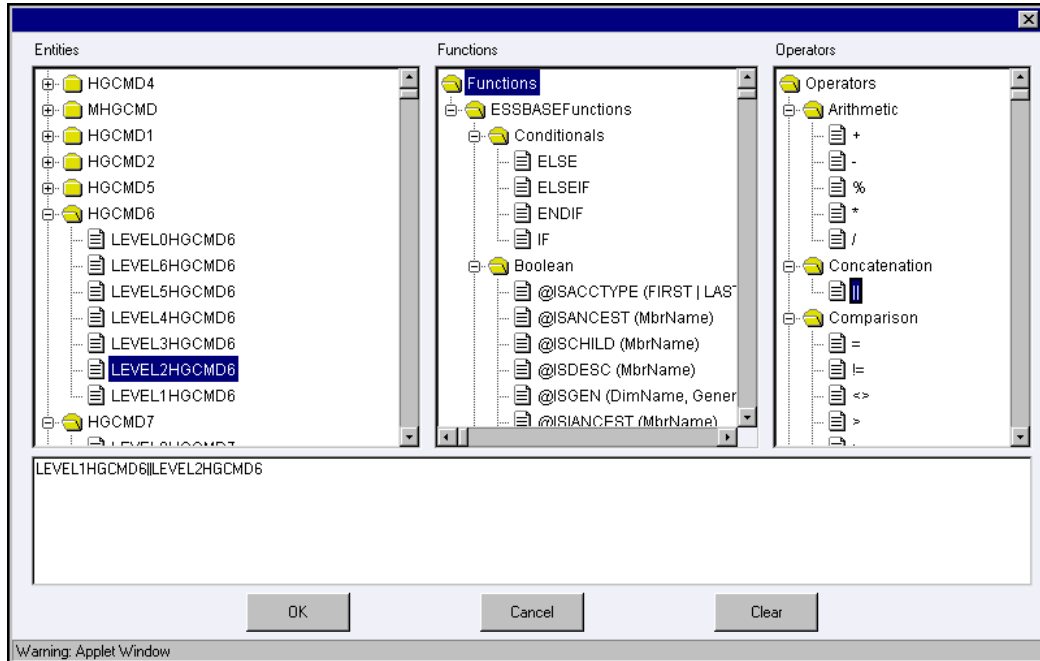 Entities
HGCMD4
MHGCMD
HGCMD1
HGCMD2
HGCMD5
HGCMD6
LEVEL0HGCMD6
LEVEL6HGCMD6
LEVEL5HGCMD6
LEVEL4HGCMD6
LEVEL3HGCMD6
LEVEL2HGCMD6
LEVEL1HGCMD6
HGCMD7
Functions
Functions
ESSBASEFunctions
Conditionals
ELSE
ELSEIF
ENDIF
IF
Boolean
@ISACCTYPE (FIRST | LAST
@ISANCEST (MbrName)
@ISCHILD (MbrName)
@ISDESC (MbrName)
@ISGEN (DimName, Gener
@ISIANCEST (MbrName)
Operators
Operators
Arithmetic
+
-
%
*
/
Concatenation
||
Comparison
=
!=
<>
>
LEVEL1HGCMD6||LEVEL2HGCMD6
OK Cancel Clear
Warning: Applet Window